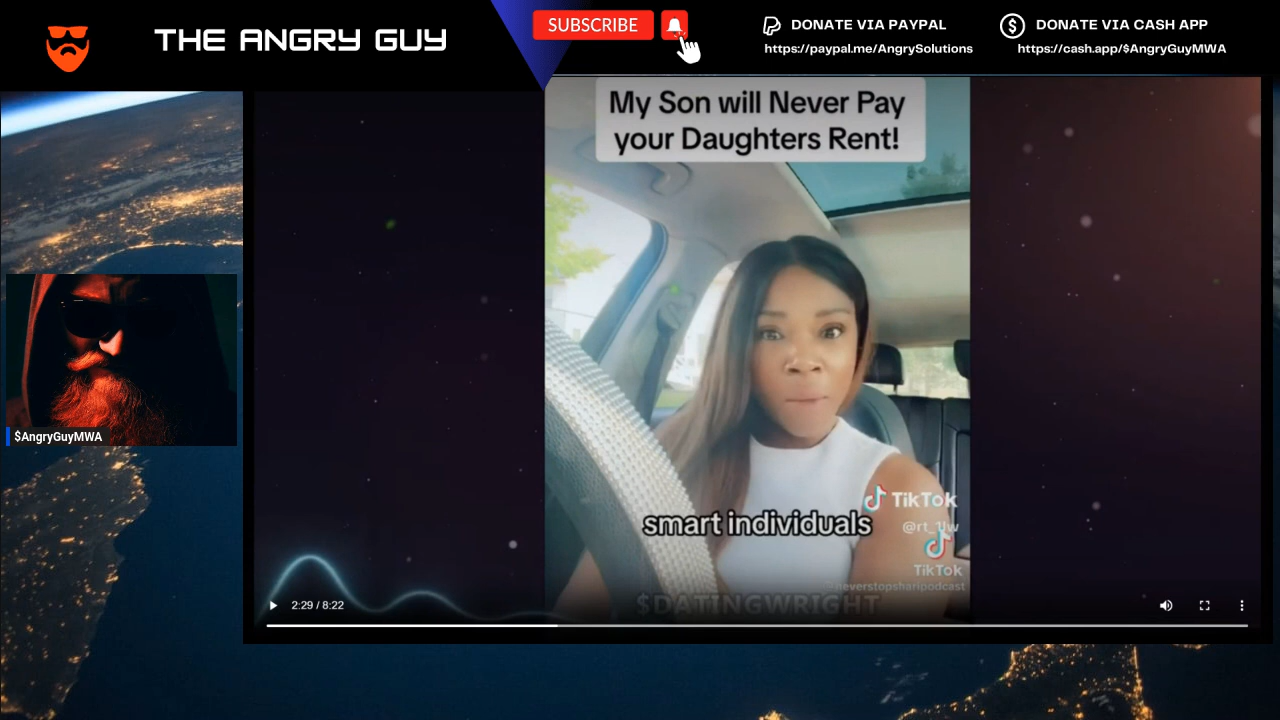 THE ANGRY GUY
SUBSCRIBE
DONATE VIA PAYPAL
https://paypal.me/AngrySolutions
DONATE VIA CASH APP
https://cash.app/$AngryGuyMWA
My Son will Never Pay
your Daughters Rent!
$AngryGuyMWA
smart individuals
TikTok
TikTok
neverstopsharipodcast
$DATINGWRIGHT
2:29 / 8:22